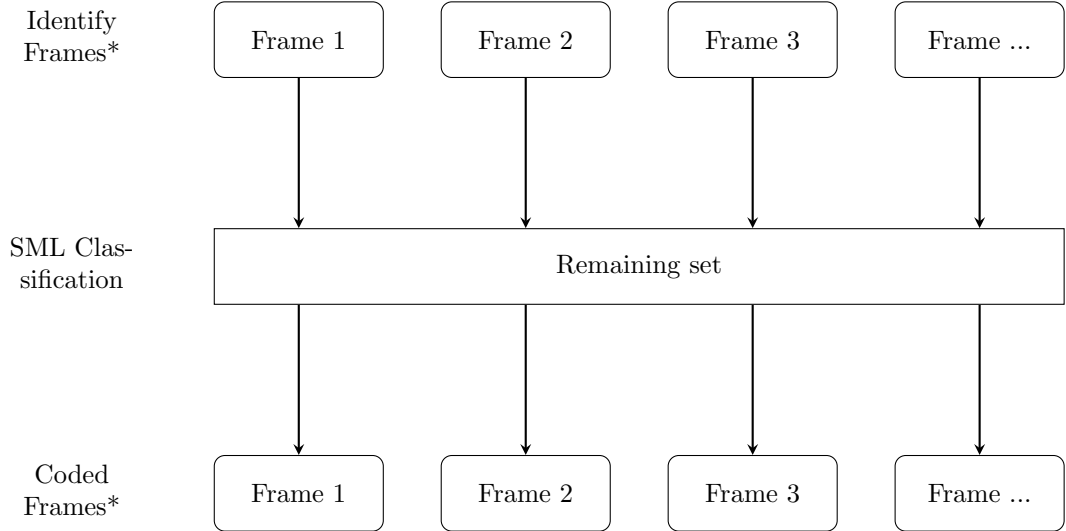 Identify
Frames*
Frame 1
Frame 2
Frame 3
Frame ...
SML Clas-
sification
Remaining set
Coded
Frames*
Frame 1
Frame 2
Frame 3
Frame ...